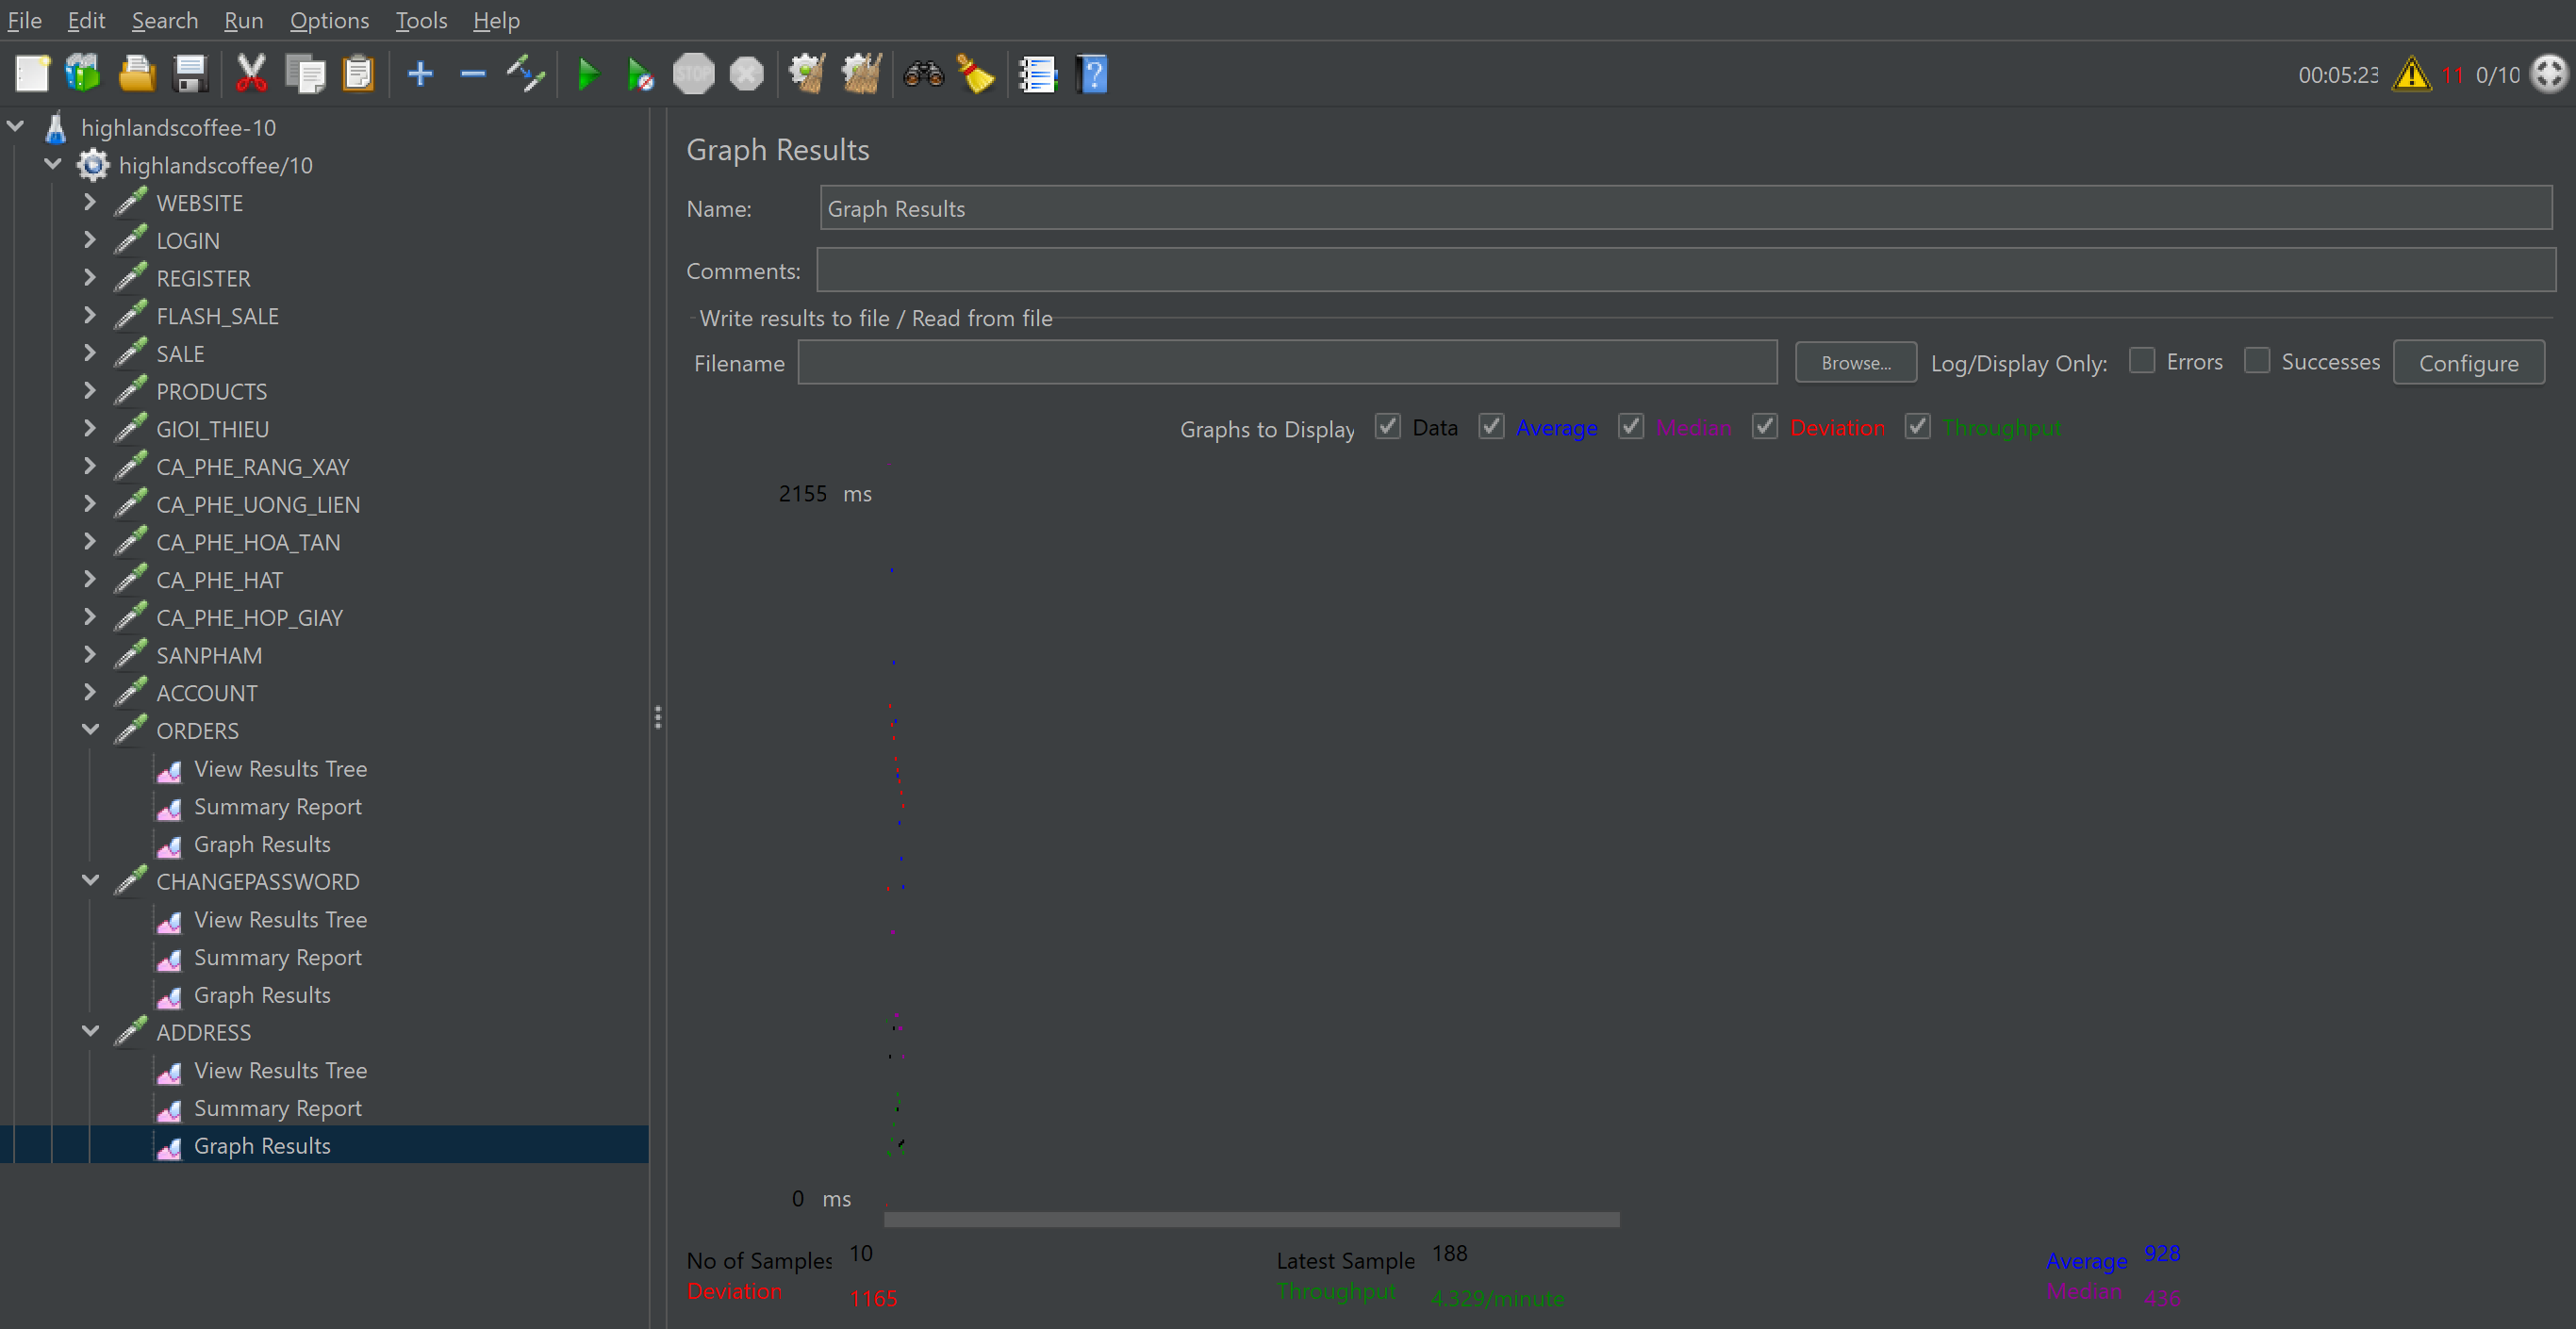 File Edit Search Run Options Tools Help
STOP
00:05:23 11 0/10
highlandscoffee-10
highlandscoffee/10
WEBSITE
LOGIN
REGISTER
FLASH_SALE
SALE
PRODUCTS
GIOI_THIEU
CA_PHE_RANG_XAY
CA_PHE_UONG_LIEN
CA_PHE_HOA_TAN
CA_PHE_HAT
CA_PHE_HOP_GIAY
SANPHAM
ACCOUNT
ORDERS
View Results Tree
Summary Report
Graph Results
CHANGEPASSWORD
View Results Tree
Summary Report
Graph Results
ADDRESS
View Results Tree
Summary Report
Graph Results
Graph Results
Name: Graph Results
Comments:
Write results to file / Read from file
Filename Browse... Log/Display Only: Errors Successes Configure
Graphs to Display Data Average Median Deviation Throughput
2155 ms
0 ms
No of Samples 10 Latest Sample 188 Average 928
Deviation 1165 Throughput 4.329/minute Median 436